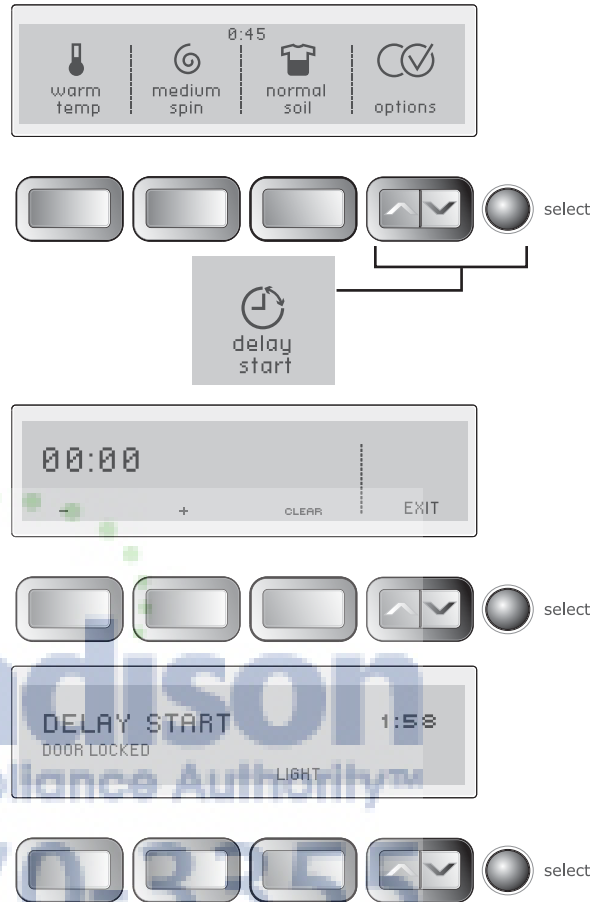 0:45
warm temp
medium spin
normal soil
options
select
delay start
00:00
- + CLEAR EXIT
select
DELAY START 1:58
DOOR LOCKED
LIGHT
select